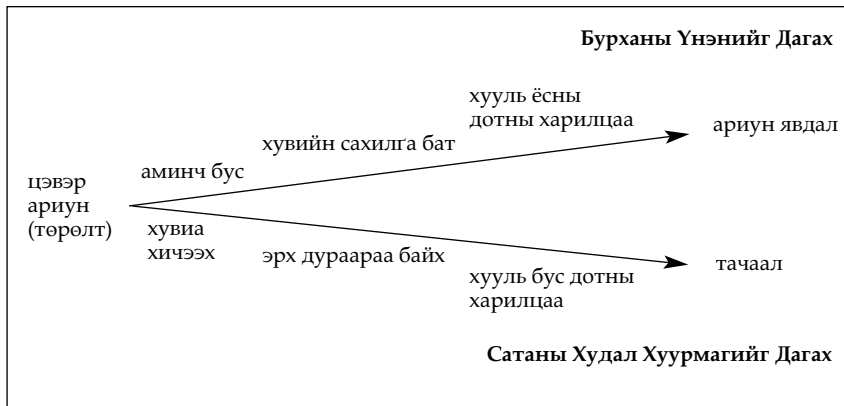 Бурханы Үнэнийг Дагах
хууль ёсны
дотны харилцаа
ариун явдал
хувийн сахилга бат
аминч бус
цэвэр
ариун
(төрөлт)
хувиа
хичээх
эрх дураараа байх
хууль бус дотны
харилцаа
тачаал
Сатаны Худал Хуурмагийг Дагах